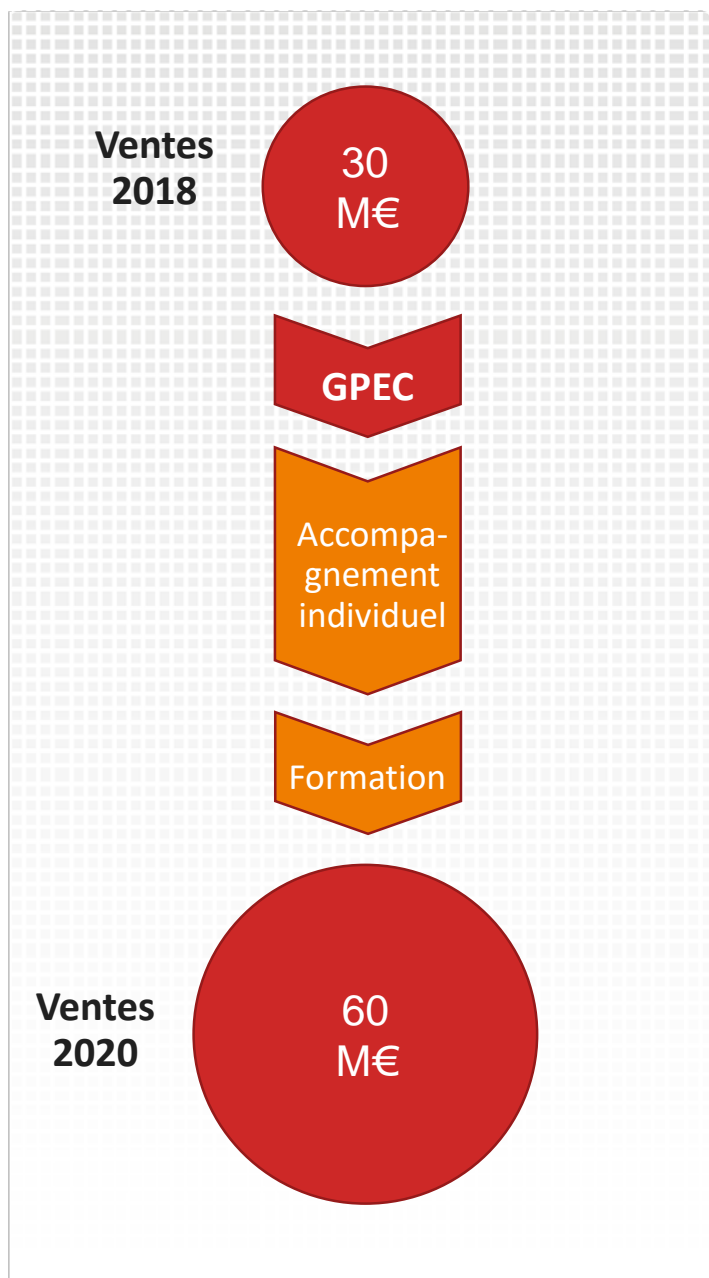 Ventes
2018
30
M€
GPEC
Accompa-
gnement
individuel
Formation
Ventes
2020
60
M€